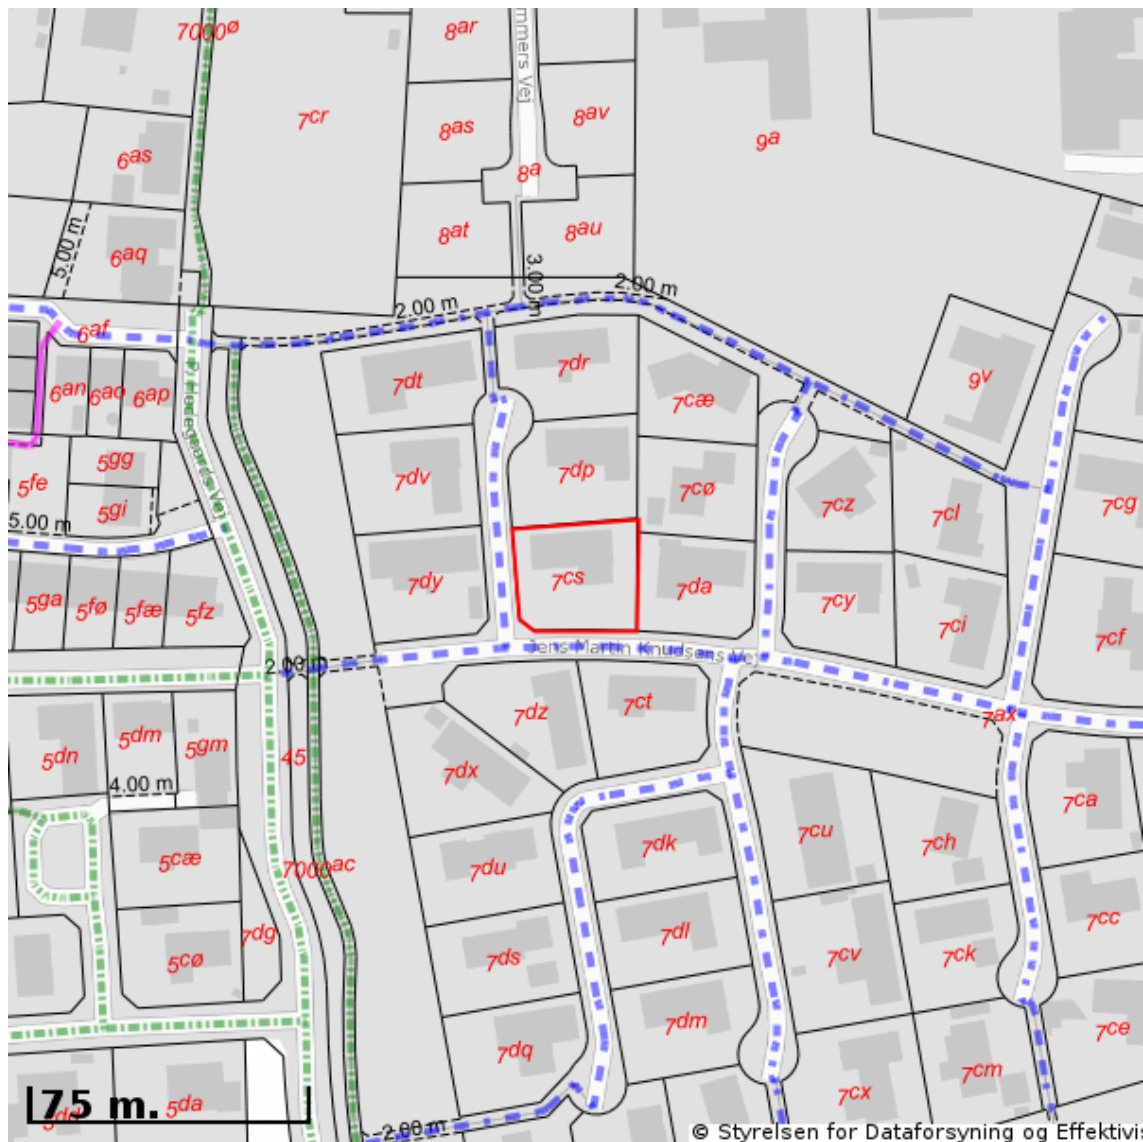 7000ø
8ar
mmers Vej
7cr
8as
8av
9a
6as
8a
8at
8au
5.00 m
6aq
3.00 m
2.00 m
2.00 m
6af
7dt
7dr
7cæ
9v
6an
6ao
6ap
5gg
5fe
5gi
7dv
7dp
7cø
7cz
7cl
7cg
5.00 m
7dy
7cs
7da
7cy
7ci
7cf
5ga
5fø
5fæ
5fz
Jens Martin Knudsens Vej
2.00 m
7dz
7ct
7ax
5dn
5dm
5gm
45
7dx
4.00 m
7ca
7cu
7ch
5cæ
7000ac
7du
7dk
7cc
5cø
7dg
7ds
7dl
7cv
7ck
7dq
7dm
7ce
7cx
7cm
75 m.
5dd
5da
2.00 m
© Styrelsen for Dataforsyning og Effektivis